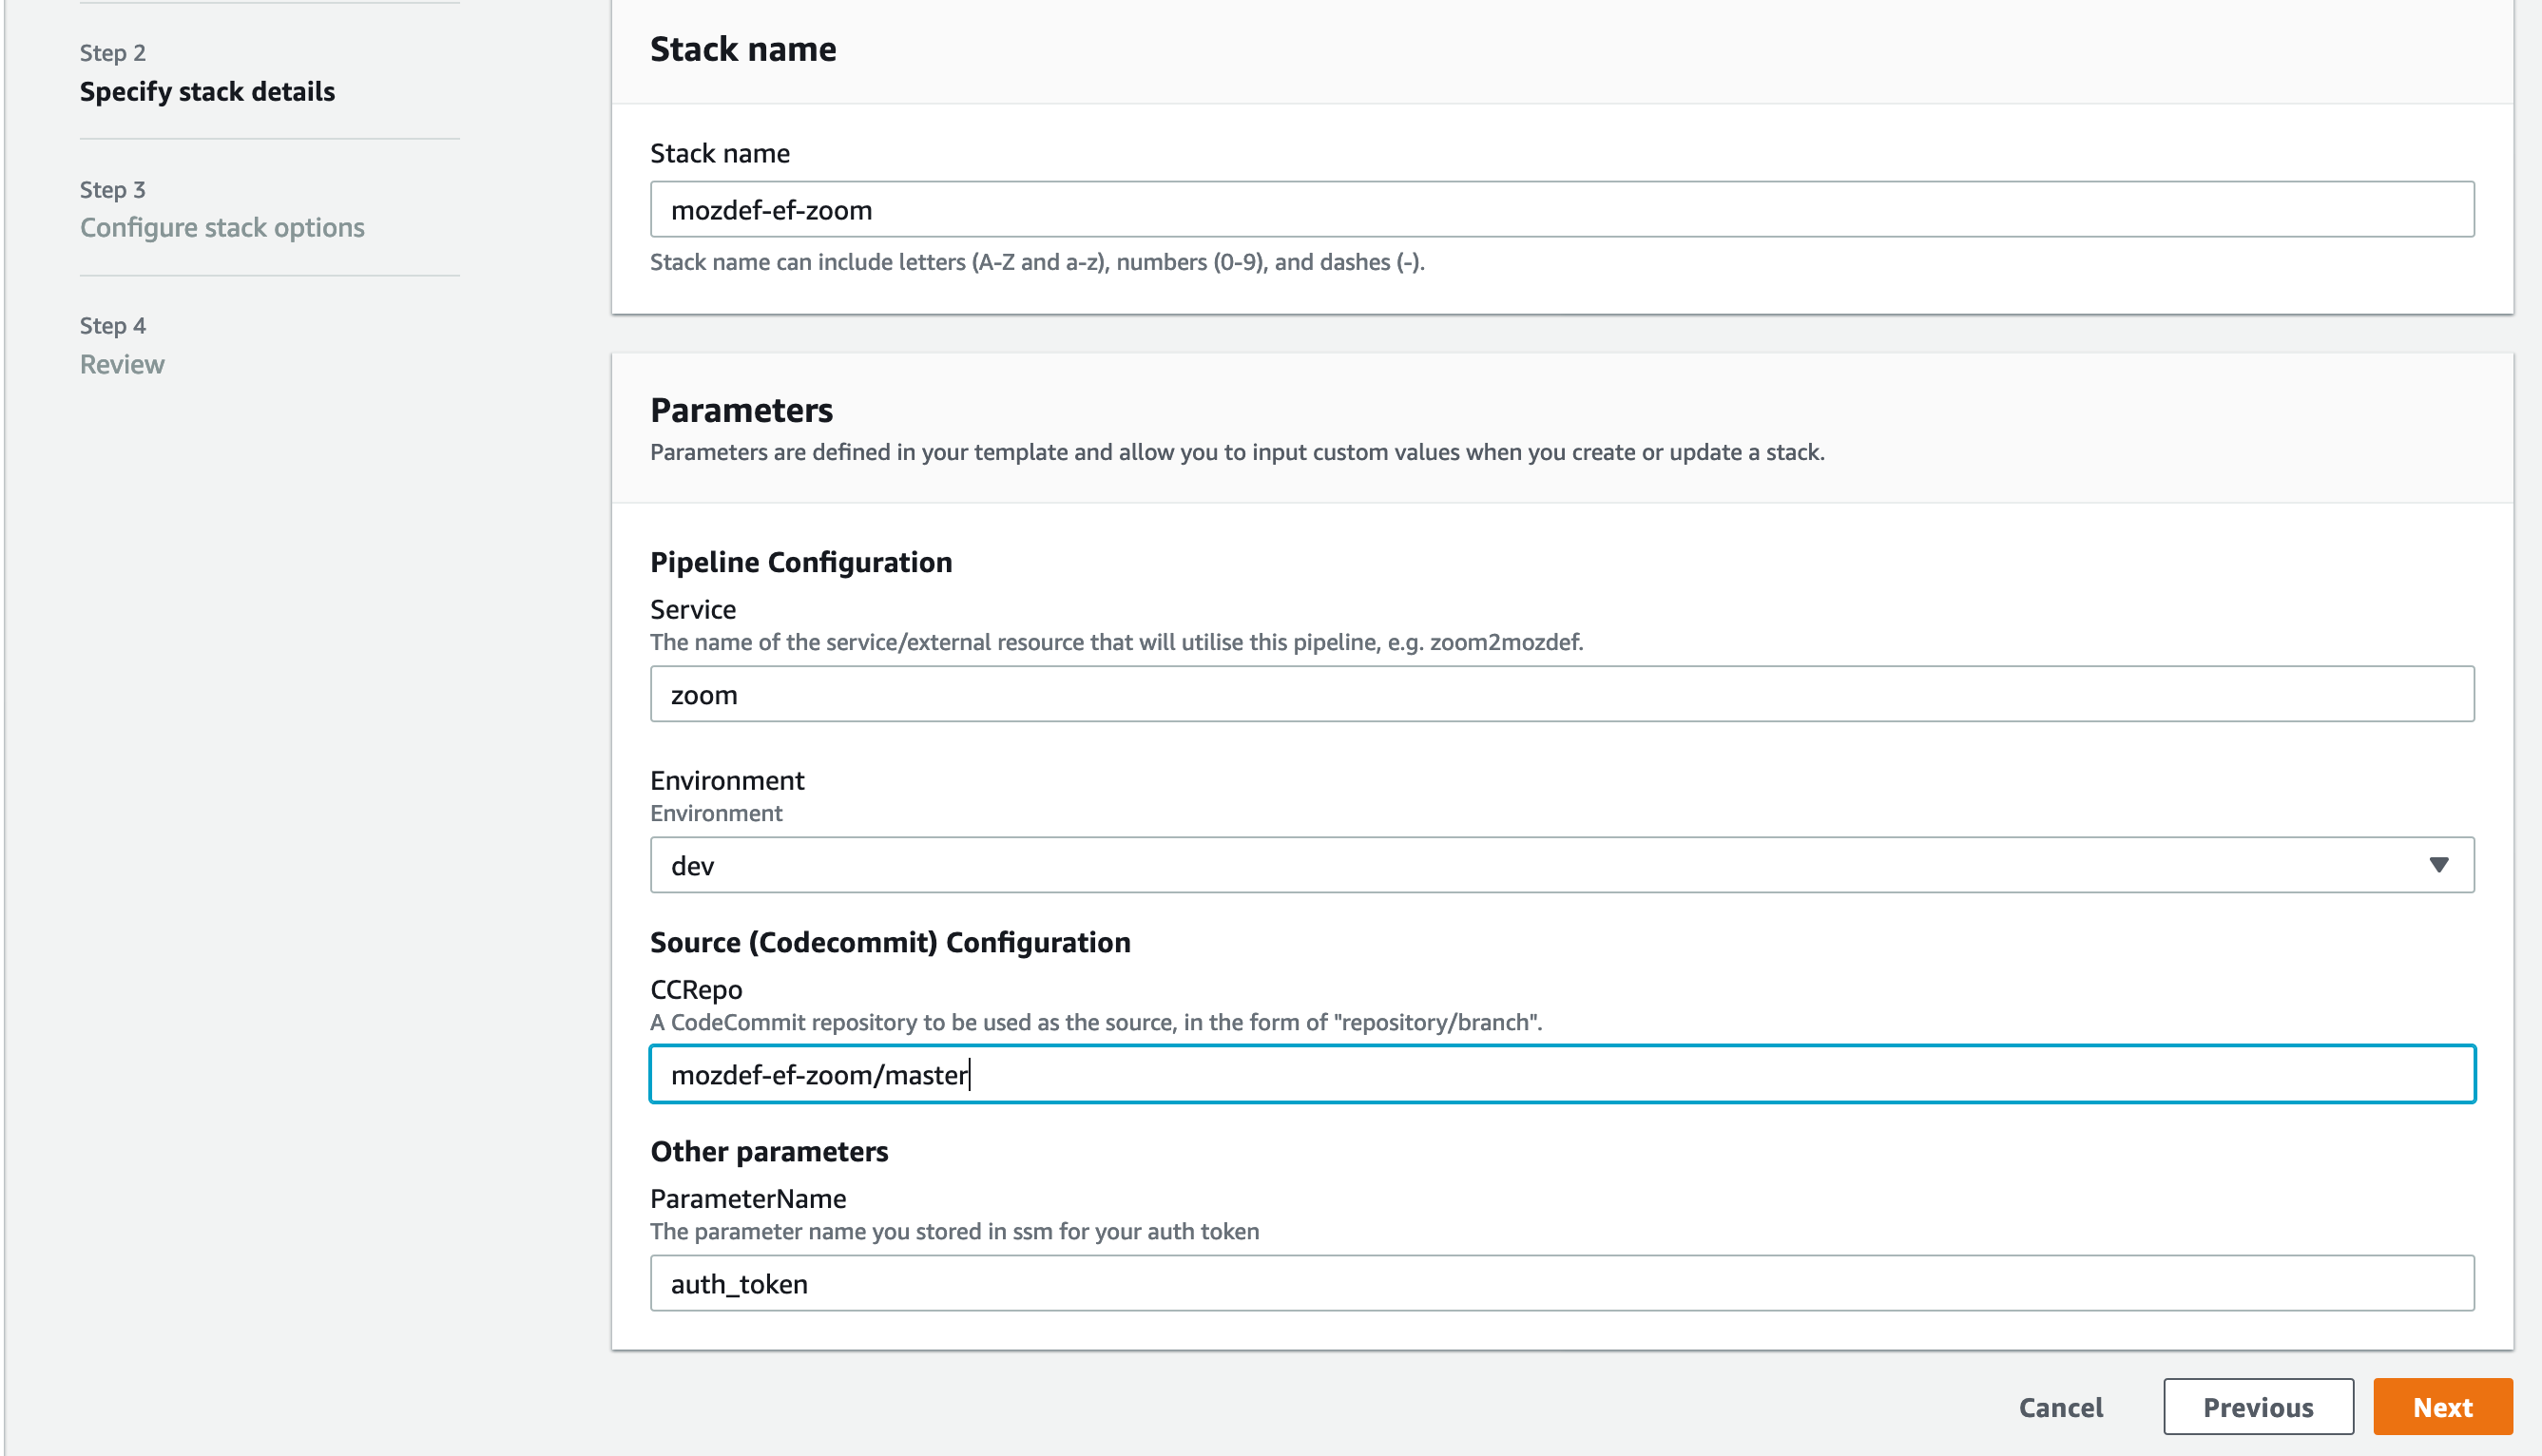 Step 2
Specify stack details
Step 3
Configure stack options
Step 4
Review
Stack name
Stack name
mozdef-ef-zoom
Stack name can include letters (A-Z and a-z), numbers (0-9), and dashes (-).
Parameters
Parameters are defined in your template and allow you to input custom values when you create or update a stack.
Pipeline Configuration
Service
The name of the service/external resource that will utilise this pipeline, e.g. zoom2mozdef.
zoom
Environment
Environment
dev
Source (Codecommit) Configuration
CCRepo
A CodeCommit repository to be used as the source, in the form of "repository/branch".
mozdef-ef-zoom/master
Other parameters
ParameterName
The parameter name you stored in ssm for your auth token
auth_token
Cancel
Previous
Next